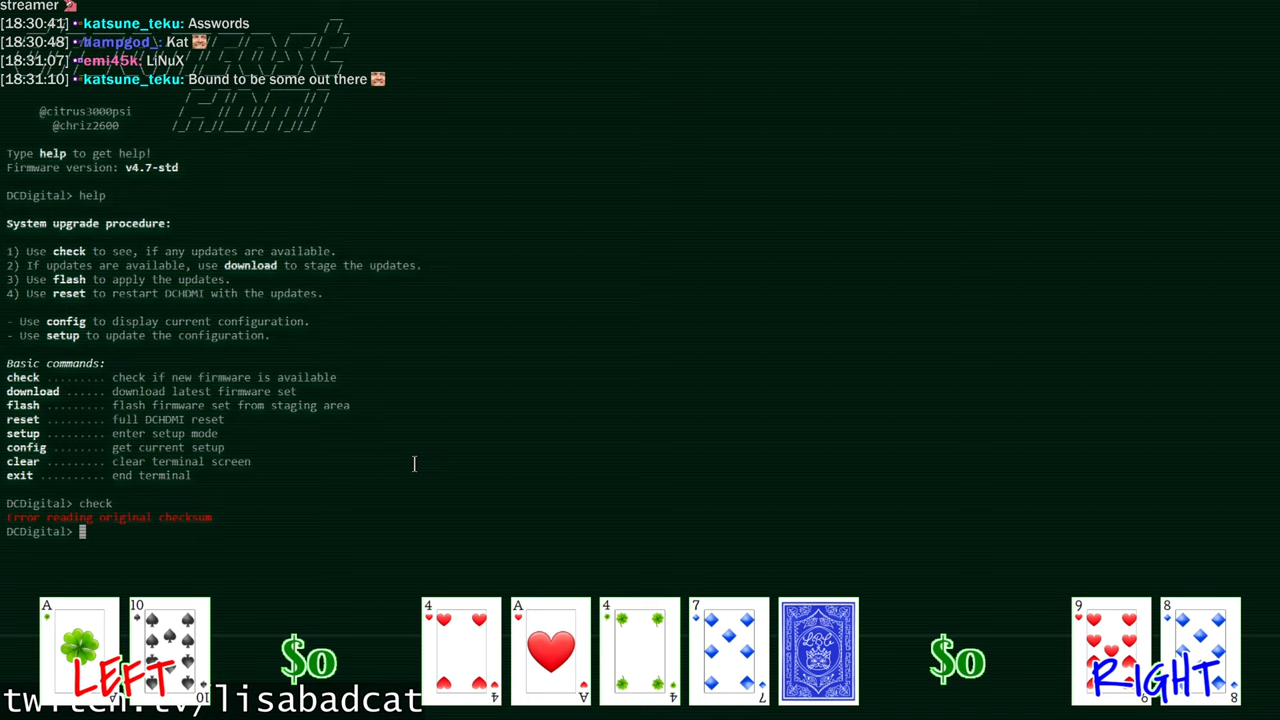 streamer
[18:30:41] katsune_teku: Asswords
[18:30:48] hampgod_: Kat
[18:31:07] emi45k: LiNuX
[18:31:10] katsune_teku: Bound to be some out there
@citrus3000psi
@chriz2600
Type help to get help!
Firmware version: v4.7-std
DCDigital> help
System upgrade procedure:
1) Use check to see, if any updates are available.
2) If updates are available, use download to stage the updates.
3) Use flash to apply the updates.
4) Use reset to restart DCHDMI with the updates.
- Use config to display current configuration.
- Use setup to update the configuration.
Basic commands:
check ......... check if new firmware is available
download ...... download latest firmware set
flash ......... flash firmware set from staging area
reset ......... full DCHDMI reset
setup ......... enter setup mode
config ........ get current setup
clear ......... clear terminal screen
exit .......... end terminal
DCDigital> check
Error reading original checksum
DCDigital>
A 10 4 A 4 7 9 8
$0 $0
LEFT RIGHT
A 10 4 A 4 7 9 8
twitch.tv/lisabadcat